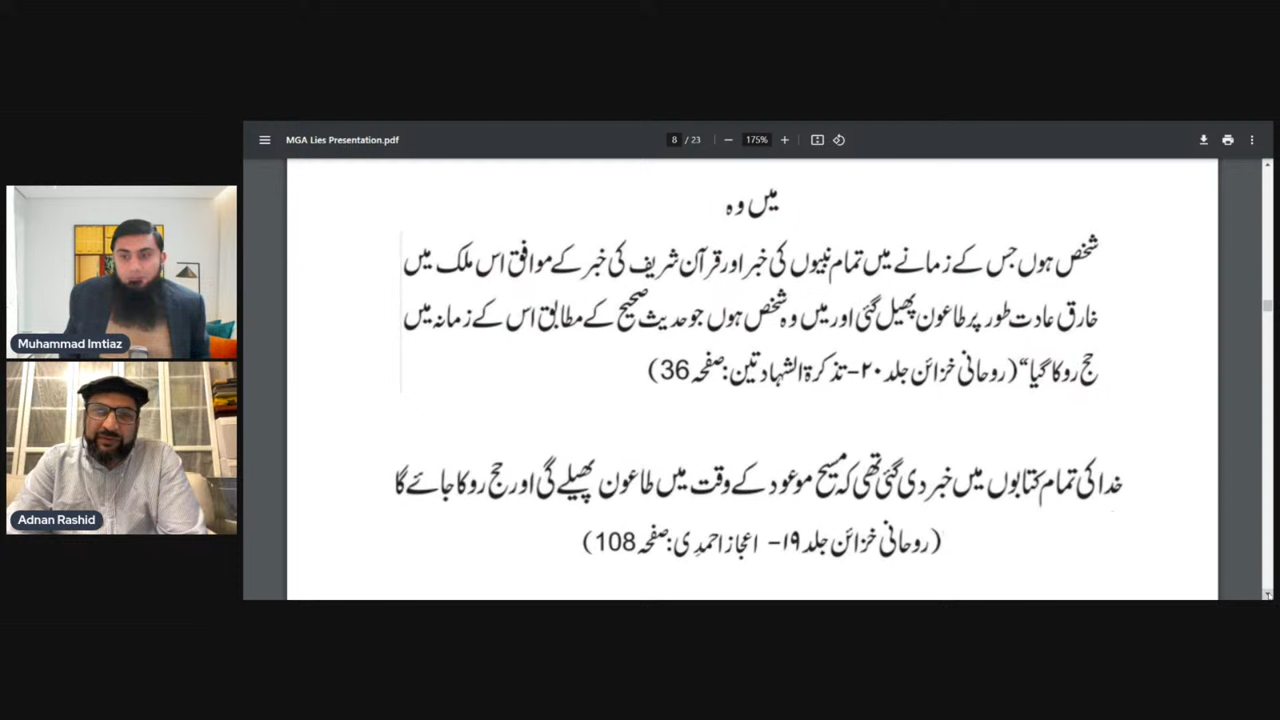 MGA Lies Presentation.pdf
8 / 23
175%
میں وہ
شخص ہوں جس کے زمانے میں تمام نبیوں کی خبر اور قرآن شریف کی خبر کے موافق اس ملک میں
خارق عادت طور پر طاعون پھیل گئی اور میں وہ شخص ہوں جو حدیث صحیح کے مطابق اس کے زمانہ میں
حج روکا گیا“ (روحانی خزائن جلد ۲۰- تذکرۃ الشہادتین: صفحہ 36)
خدا کی تمام کتابوں میں خبر دی گئی تھی کہ مسیح موعود کے وقت میں طاعون پھیلے گی اور حج روکا جائے گا
(روحانی خزائن جلد ۱۹- اعجاز احمدِی: صفحہ 108)
Muhammad Imtiaz
Adnan Rashid